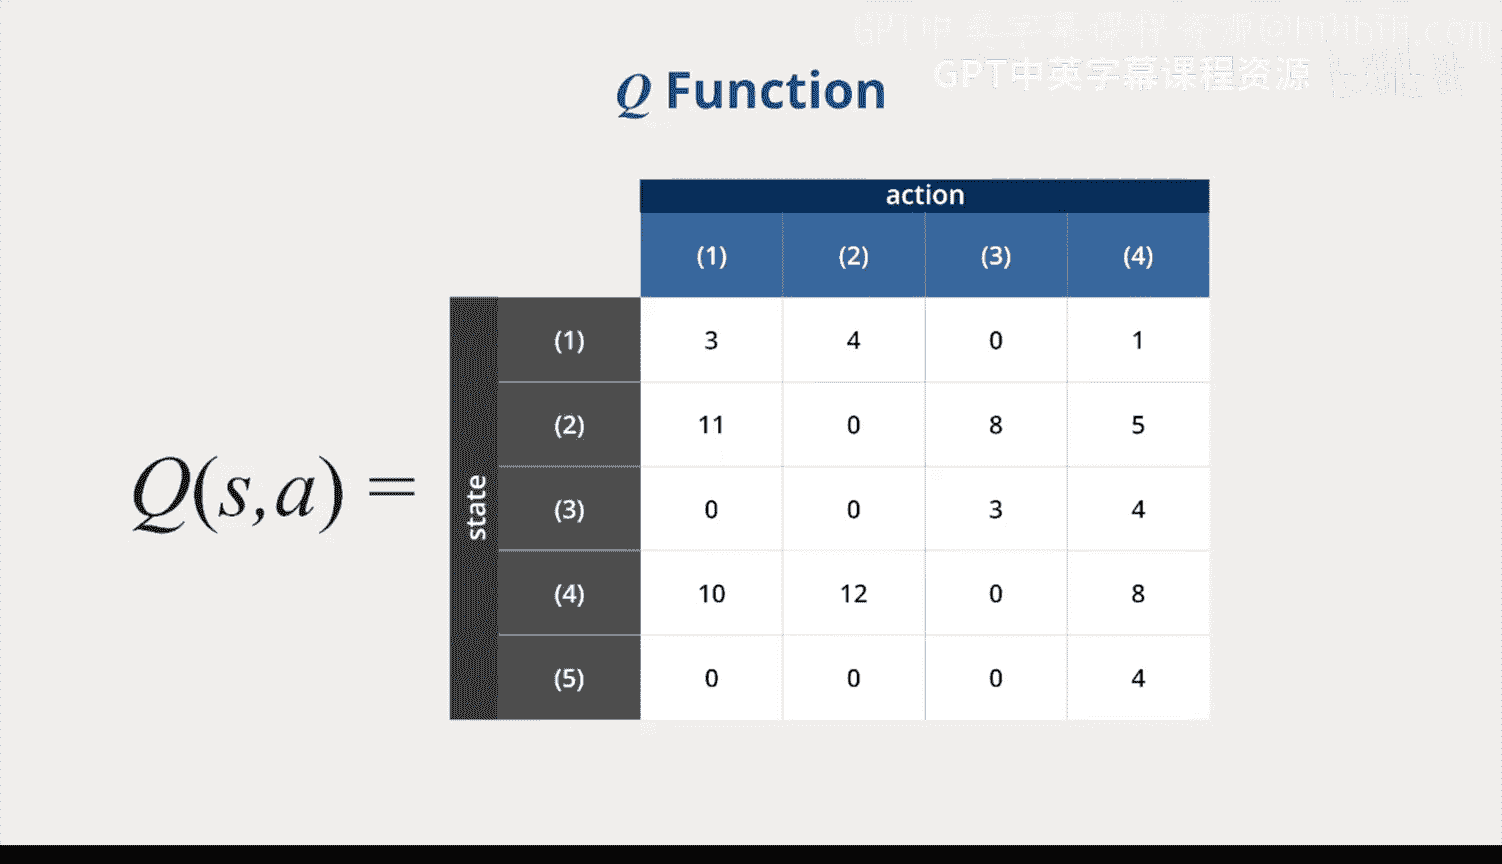 GPT中英字幕课程资源
Q Function
action
(1) (2) (3) (4)
(1) 3 4 0 1
(2) 11 0 8 5
Q(s,a) =
state
(3) 0 0 3 4
(4) 10 12 0 8
(5) 0 0 0 4